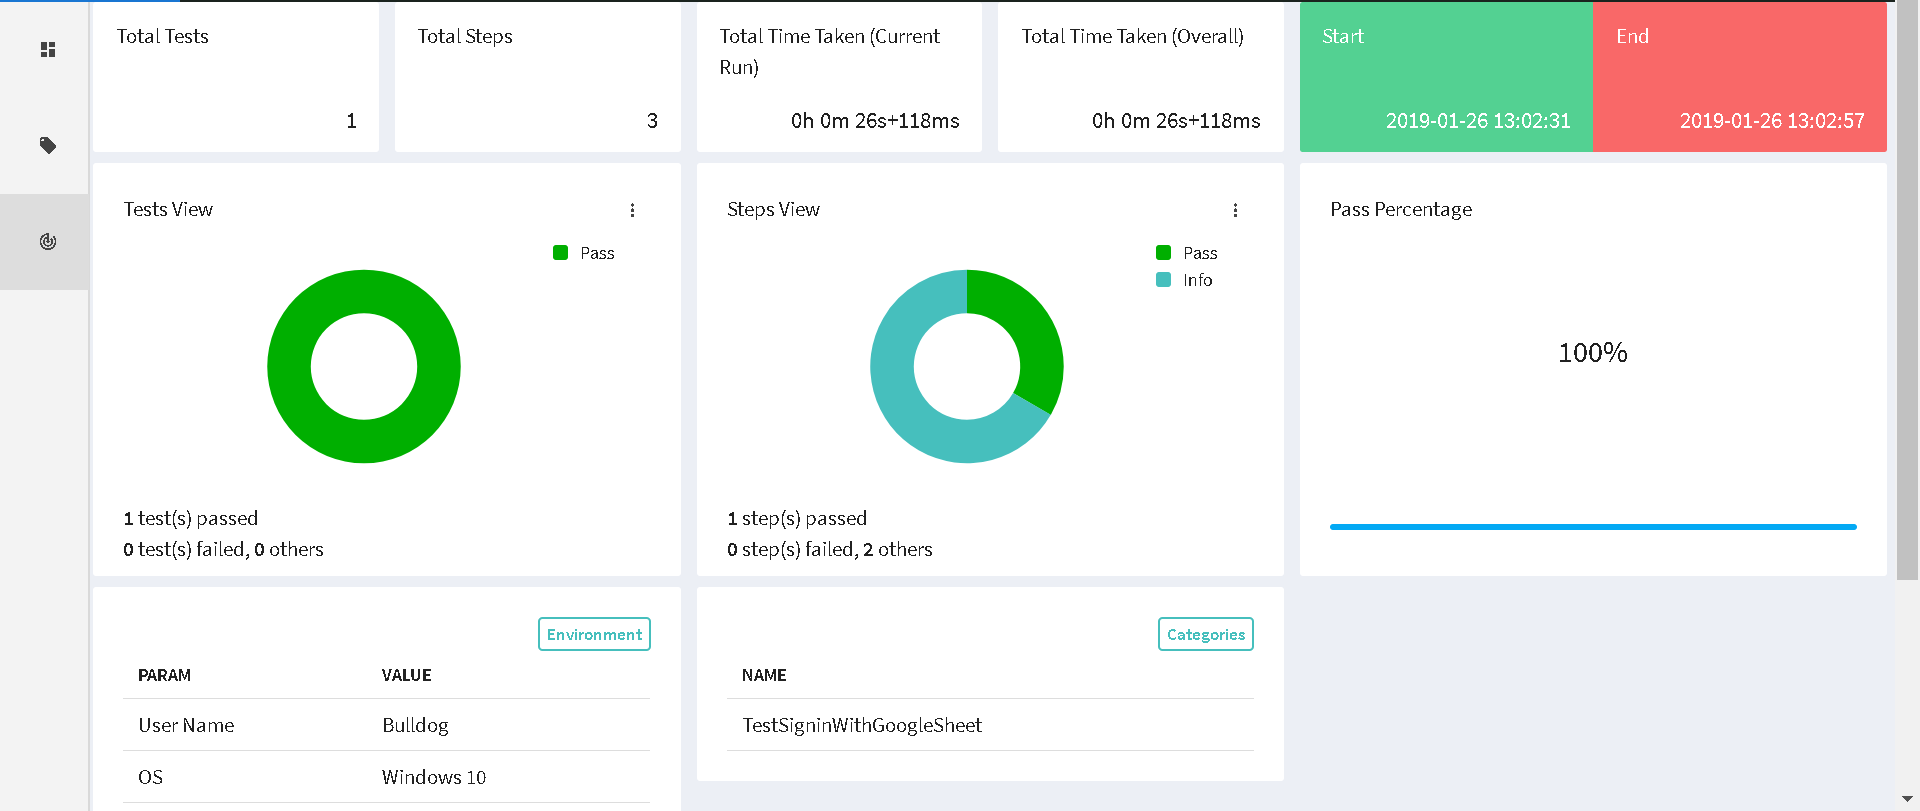 Total Tests
1
Total Steps
3
Total Time Taken (Current
Run)
0h 0m 26s+118ms
Total Time Taken (Overall)
0h 0m 26s+118ms
Start
2019-01-26 13:02:31
End
2019-01-26 13:02:57
Tests View
Pass
1 test(s) passed
0 test(s) failed, 0 others
Steps View
Pass
Info
1 step(s) passed
0 step(s) failed, 2 others
Pass Percentage
100%
Environment
PARAM VALUE
User Name Bulldog
OS Windows 10
Categories
NAME
TestSigninWithGoogleSheet